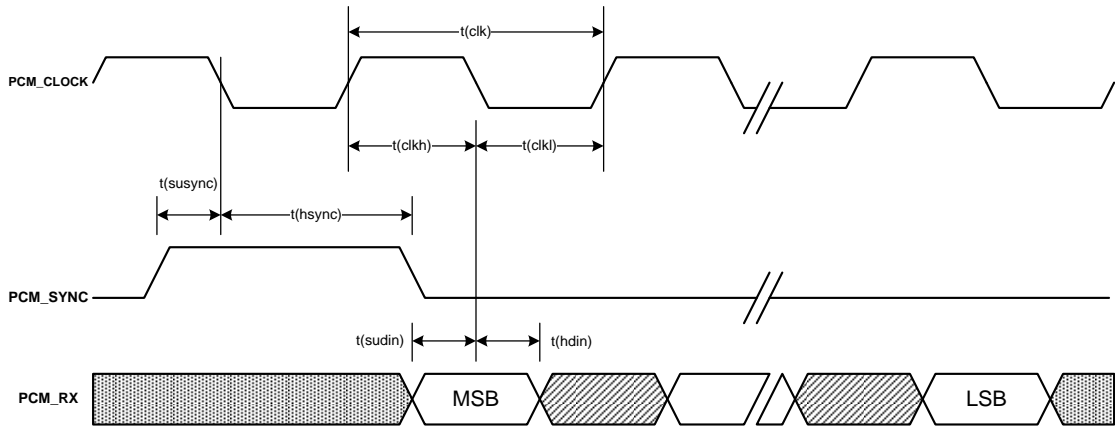 t(clk)
PCM_CLOCK
t(clkh)
t(clkl)
t(susync)
t(hsync)
PCM_SYNC
t(sudin)
t(hdin)
PCM_RX
MSB
LSB